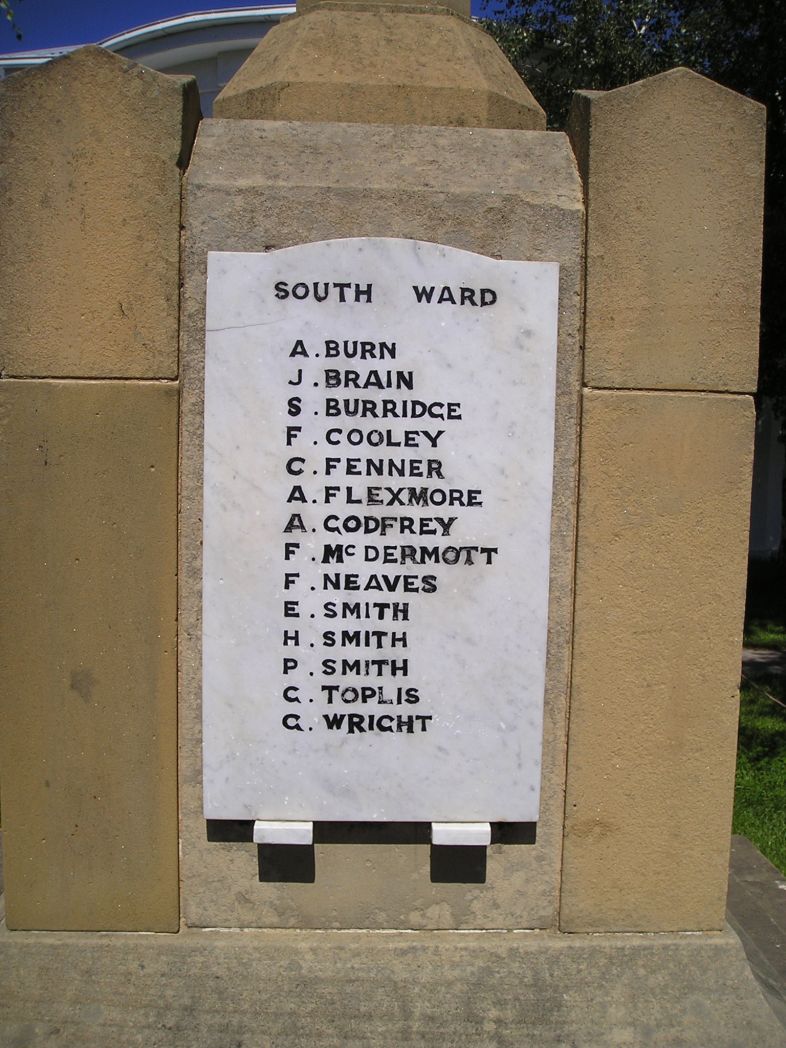 SOUTH WARD
A. BURN
J. BRAIN
S. BURRIDGE
F. COOLEY
C. FENNER
A. FLEXMORE
A. GODFREY
F. McDERMOTT
F. NEAVES
E. SMITH
H. SMITH
P. SMITH
G. TOPLIS
G. WRIGHT